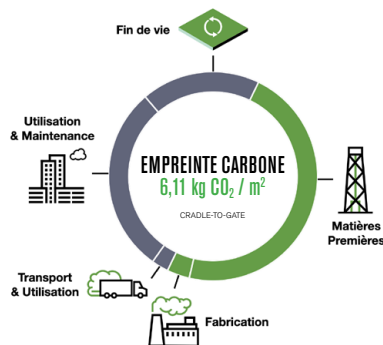 Fin de vie
Utilisation
& Maintenance
EMPREINTE CARBONE
6,11 kg CO₂ / m²
CRADLE-TO-GATE
Matières
Premières
Transport
& Utilisation
Fabrication